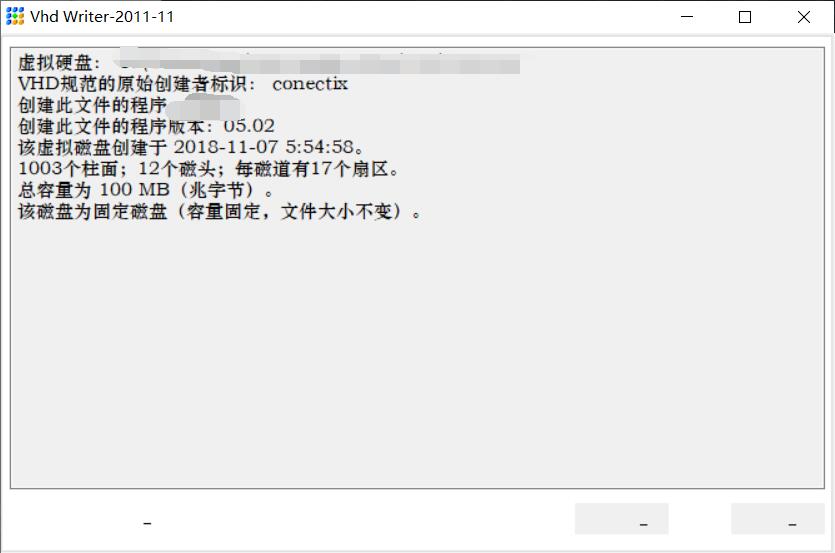 Vhd Writer-2011-11
虚拟硬盘：
VHD规范的原始创建者标识： conectix
创建此文件的程序
创建此文件的程序版本：05.02
该虚拟磁盘创建于 2018-11-07 5:54:58。
1003个柱面；12个磁头；每磁道有17个扇区。
总容量为 100 MB（兆字节）。
该磁盘为固定磁盘（容量固定，文件大小不变）。